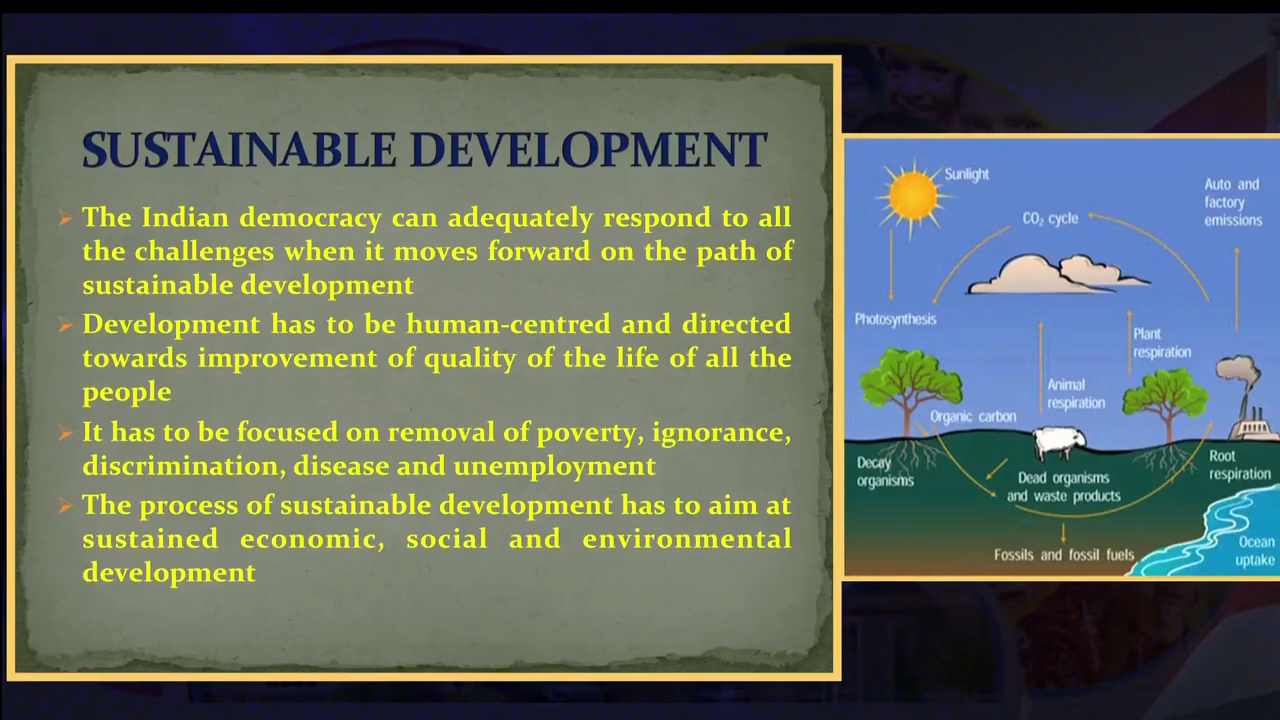 SUSTAINABLE DEVELOPMENT
The Indian democracy can adequately respond to all
the challenges when it moves forward on the path of
sustainable development
Development has to be human-centred and directed
towards improvement of quality of the life of all the
people
It has to be focused on removal of poverty, ignorance,
discrimination, disease and unemployment
The process of sustainable development has to aim at
sustained economic, social and environmental
development
Sunlight
Auto and
factory
emissions
CO₂ cycle
Photosynthesis
Plant
respiration
Animal
respiration
Organic carbon
Decay
organisms
Dead organisms
and waste products
Root
respiration
Fossils and fossil fuels
Ocean
uptake